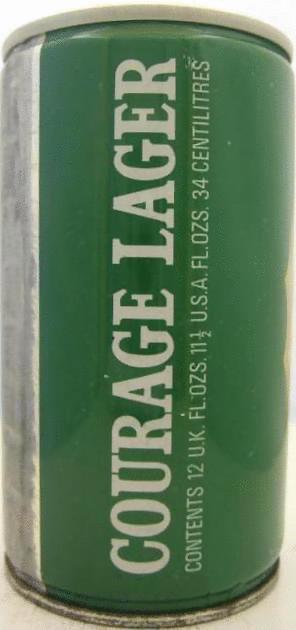 COURAGE LAGER
CONTENTS 12 U.K. FL.OZS. 11½ U.S.A. FL.OZS. 34 CENTILITRES